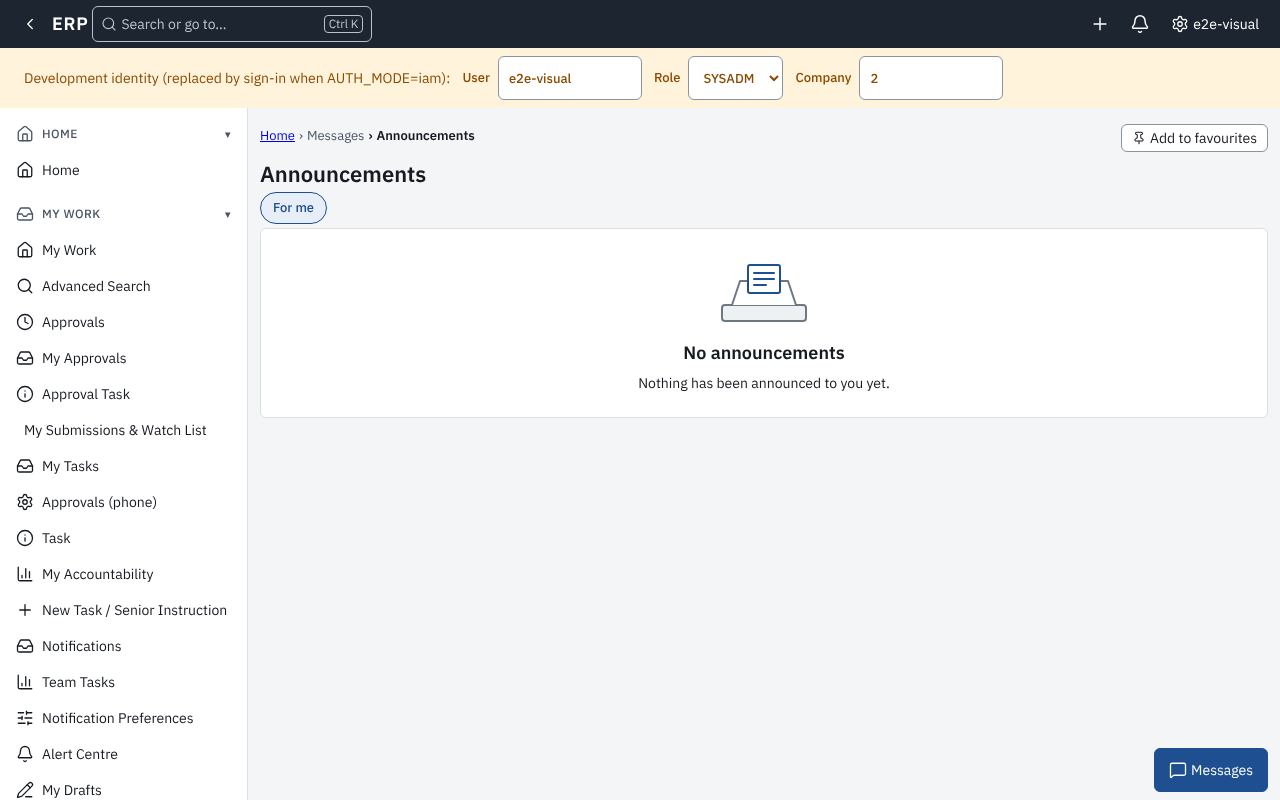 ERP
Search or go to...
Ctrl K
e2e-visual
Development identity (replaced by sign-in when AUTH_MODE=iam):
User
e2e-visual
Role
SYSADM
Company
2
HOME
Home
MY WORK
My Work
Advanced Search
Approvals
My Approvals
Approval Task
My Submissions & Watch List
My Tasks
Approvals (phone)
Task
My Accountability
New Task / Senior Instruction
Notifications
Team Tasks
Notification Preferences
Alert Centre
My Drafts
Home › Messages › Announcements
Add to favourites
Announcements
For me
No announcements
Nothing has been announced to you yet.
Messages